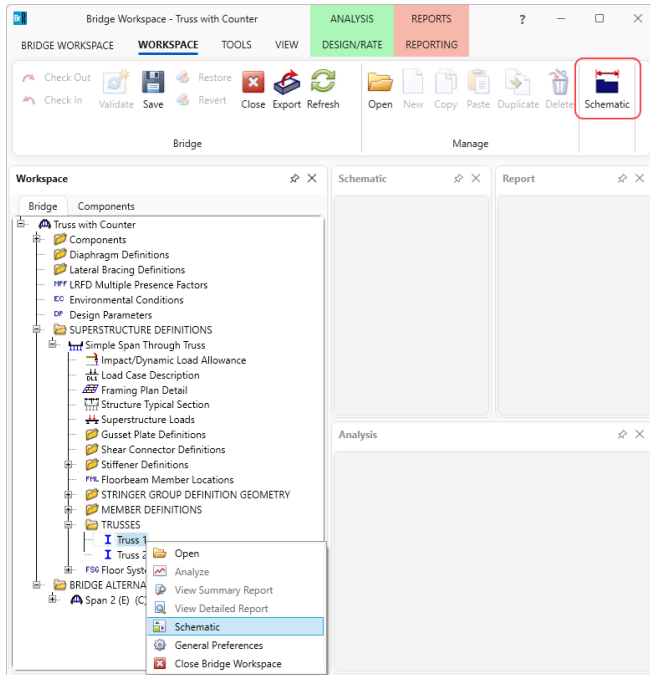 Br R Bridge Workspace - Truss with Counter ANALYSIS REPORTS ?
BRIDGE WORKSPACE WORKSPACE TOOLS VIEW DESIGN/RATE REPORTING
Check Out
Check In
Validate
Save
Restore
Revert
Close
Export
Refresh
Bridge
Open
New
Copy
Paste
Duplicate
Delete
Schematic
Manage
Workspace
Bridge Components
Truss with Counter
Components
Diaphragm Definitions
Lateral Bracing Definitions
MPF LRFD Multiple Presence Factors
EC Environmental Conditions
DP Design Parameters
SUPERSTRUCTURE DEFINITIONS
Simple Span Through Truss
Impact/Dynamic Load Allowance
DL1 Load Case Description
Framing Plan Detail
Structure Typical Section
Superstructure Loads
Gusset Plate Definitions
Shear Connector Definitions
Stiffener Definitions
FML Floorbeam Member Locations
STRINGER GROUP DEFINITION GEOMETRY
MEMBER DEFINITIONS
TRUSSES
Truss 1
Truss 2
FSG Floor Syst
BRIDGE ALTERNA
Span 2 (E) (C
Open
Analyze
View Summary Report
View Detailed Report
Schematic
General Preferences
Close Bridge Workspace
Schematic
Report
Analysis